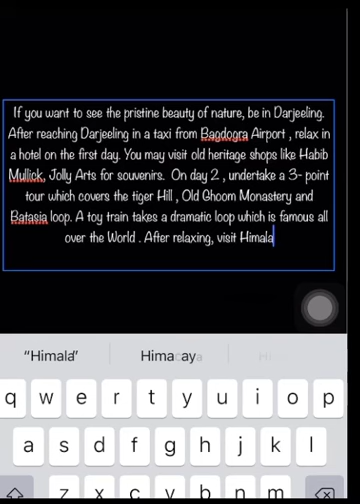 If you want to see the pristine beauty of nature, be in Darjeeling.
After reaching Darjeeling in a taxi from Bagdogra Airport , relax in
a hotel on the first day. You may visit old heritage shops like Habib
Mullick, Jolly Arts for souvenirs. On day 2 , undertake a 3- point
tour which covers the tiger Hill , Old Ghoom Monastery and
Batasia loop. A toy train takes a dramatic loop which is famous all
over the World . After relaxing, visit Himala
"Himala"
q w e r t y u i o p
a s d f g h j k l
z x c v b n m